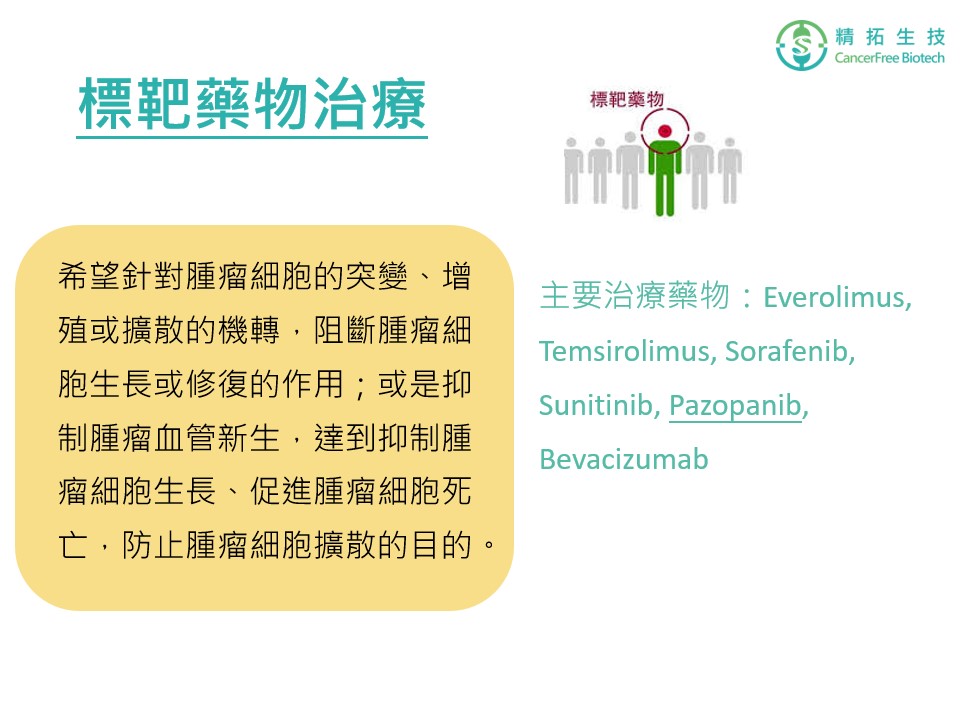 精拓生技
CancerFree Biotech
標靶藥物治療
標靶藥物
希望針對腫瘤細胞的突變、增
殖或擴散的機轉，阻斷腫瘤細
胞生長或修復的作用；或是抑
制腫瘤血管新生，達到抑制腫
瘤細胞生長、促進腫瘤細胞死
亡，防止腫瘤細胞擴散的目的。
主要治療藥物：Everolimus,
Temsirolimus, Sorafenib,
Sunitinib, Pazopanib,
Bevacizumab